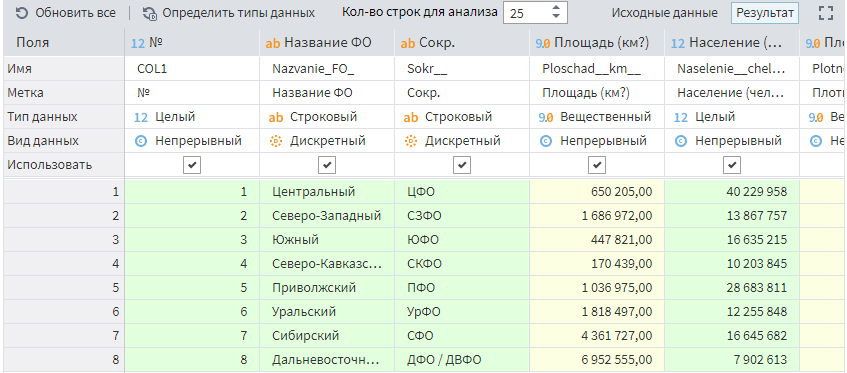 Обновить все Определить типы данных Кол-во строк для анализа 25 Исходные данные Результат
Поля 12 № ab Название ФО ab Сокр. 9.0 Площадь (км?) 12 Население (... 9.0 Пло
Имя COL1 Nazvanie_FO_ Sokr__ Ploschad__km__ Naselenie__chel... Plotn
Метка № Название ФО Сокр. Площадь (км?) Население (чел... Плотн
Тип данных 12 Целый ab Строковый ab Строковый 9.0 Вещественный 12 Целый 9.0 Ве
Вид данных Непрерывный Дискретный Дискретный Непрерывный Непрерывный Не
Использовать
1 1 Центральный ЦФО 650 205,00 40 229 958
2 2 Северо-Западный СЗФО 1 686 972,00 13 867 757
3 3 Южный ЮФО 447 821,00 16 635 215
4 4 Северо-Кавказс... СКФО 170 439,00 10 203 845
5 5 Приволжский ПФО 1 036 975,00 28 683 811
6 6 Уральский УрФО 1 818 497,00 12 255 848
7 7 Сибирский СФО 4 361 727,00 16 645 682
8 8 Дальневосточн... ДФО / ДВФО 6 952 555,00 7 902 613